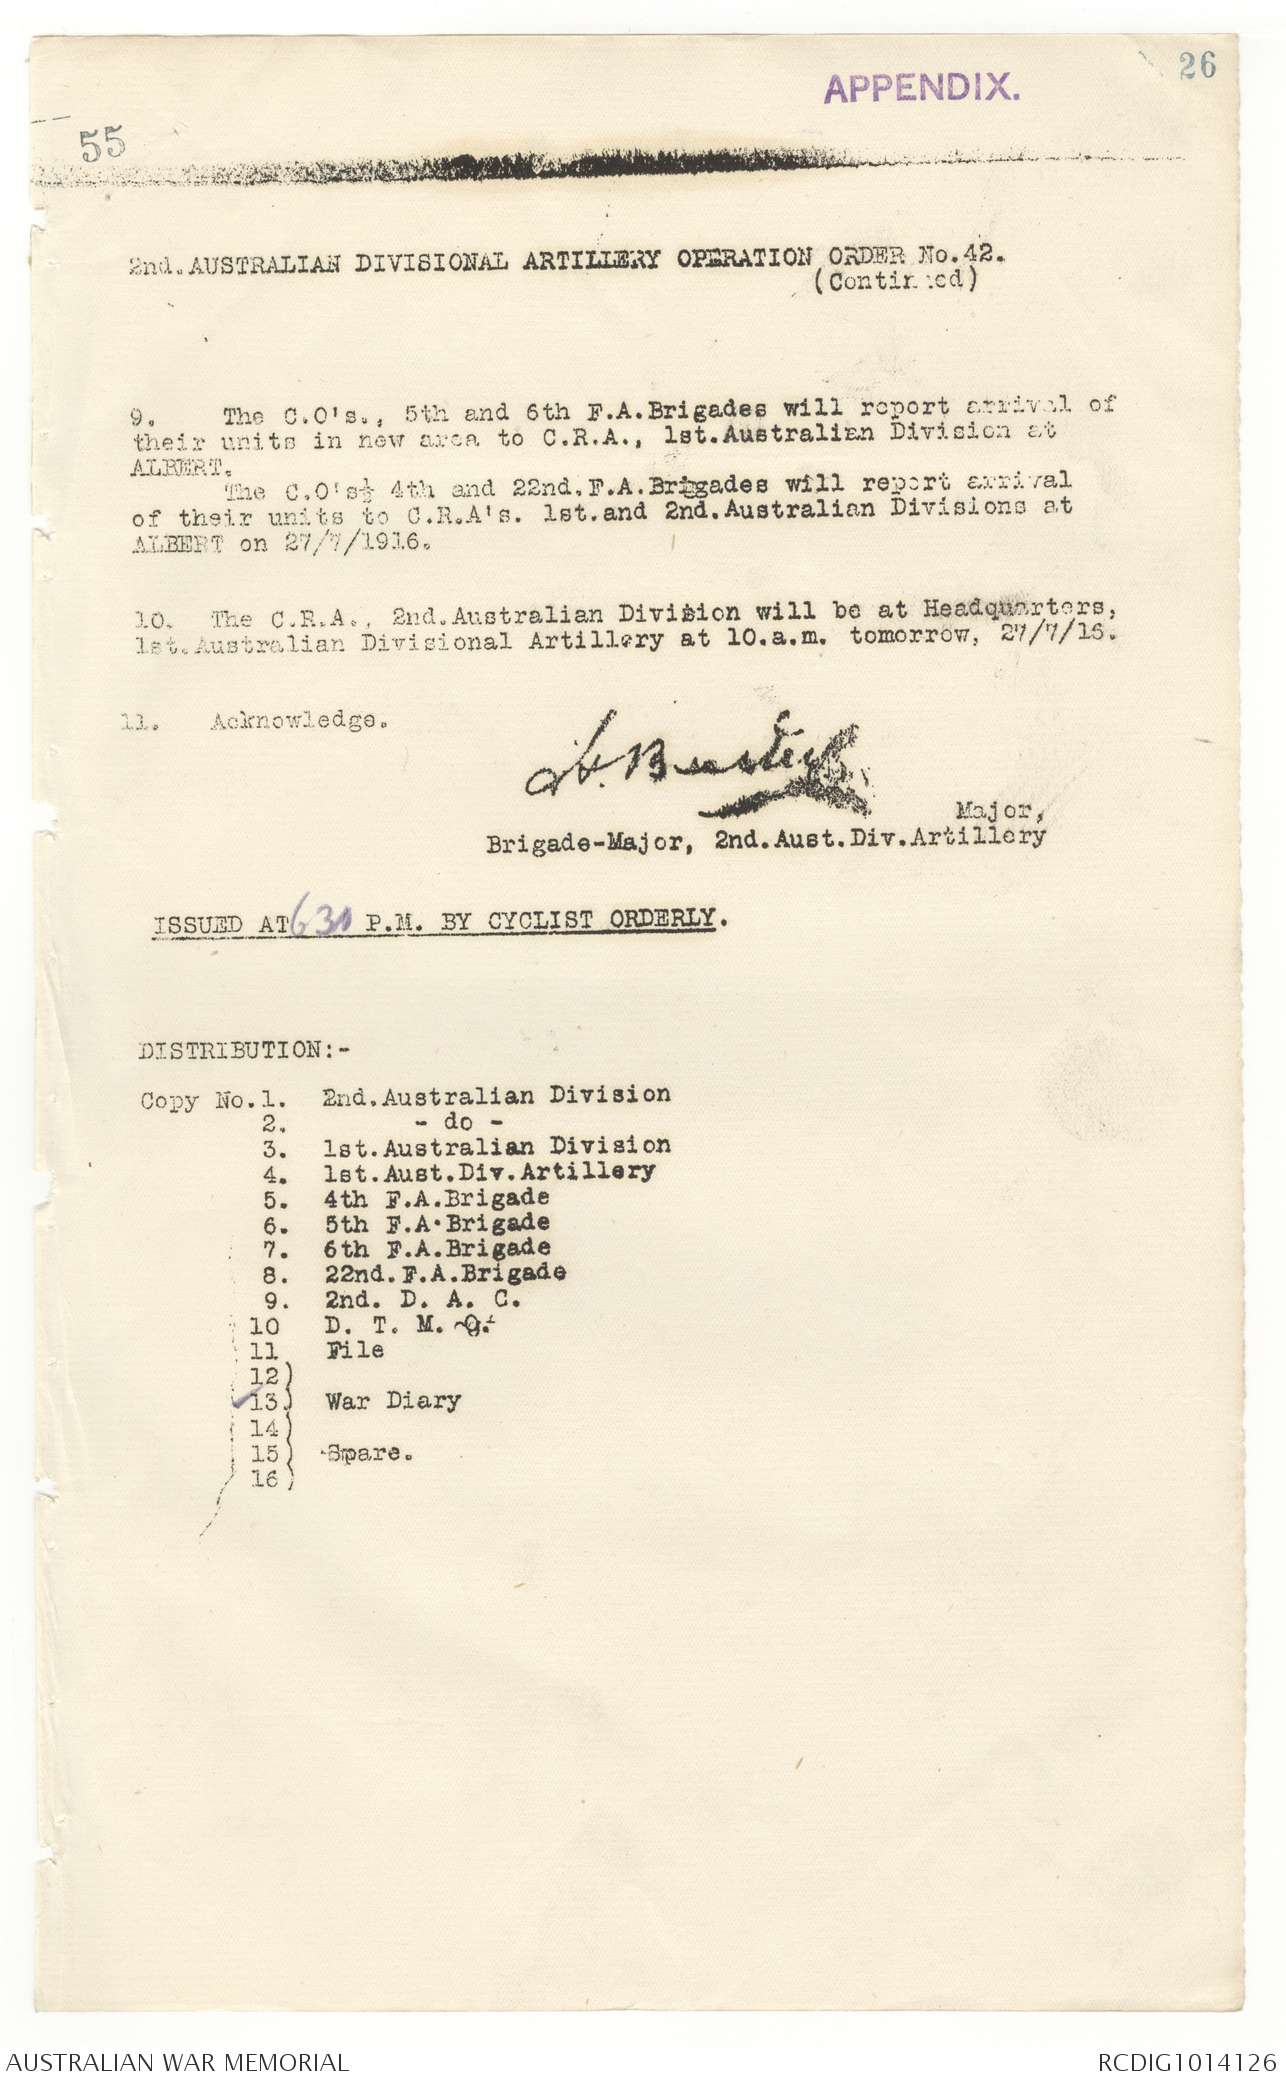 26
APPENDIX.
55
2nd.AUSTRALIAN DIVISIONAL ARTILLERY OPERATION ORDER No.42.
(Continued)
9. The C.O's., 5th and 6th F.A.Brigades will report arrival of
their units in new area to C.R.A., 1st.Australian Division at
ALBERT.
The C.O's½ 4th and 22nd.F.A.Brigades will report arrival
of their units to C.R.A's. 1st.and 2nd.Australian Divisions at
ALBERT on 27/7/1916.
10. The C.R.A., 2nd.Australian Division will be at Headquarters,
1st.Australian Divisional Artillery at 10.a.m. tomorrow, 27/7/16.
11. Acknowledge.
Major,
Brigade-Major, 2nd.Aust.Div.Artillery
ISSUED AT 630 P.M. BY CYCLIST ORDERLY.
DISTRIBUTION:-
Copy No.1. 2nd.Australian Division
2. - do -
3. 1st.Australian Division
4. 1st.Aust.Div.Artillery
5. 4th F.A.Brigade
6. 5th F.A.Brigade
7. 6th F.A.Brigade
8. 22nd.F.A.Brigade
9. 2nd. D. A. C.
10 D. T. M. O.
11 File
12)
13) War Diary
14)
15) Spare.
16)
AUSTRALIAN WAR MEMORIAL
RCDIG1014126